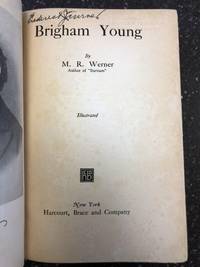 Brigham Young
By
M. R. Werner
Author of "Barnum"
Illustrated
New York
Harcourt, Brace and Company